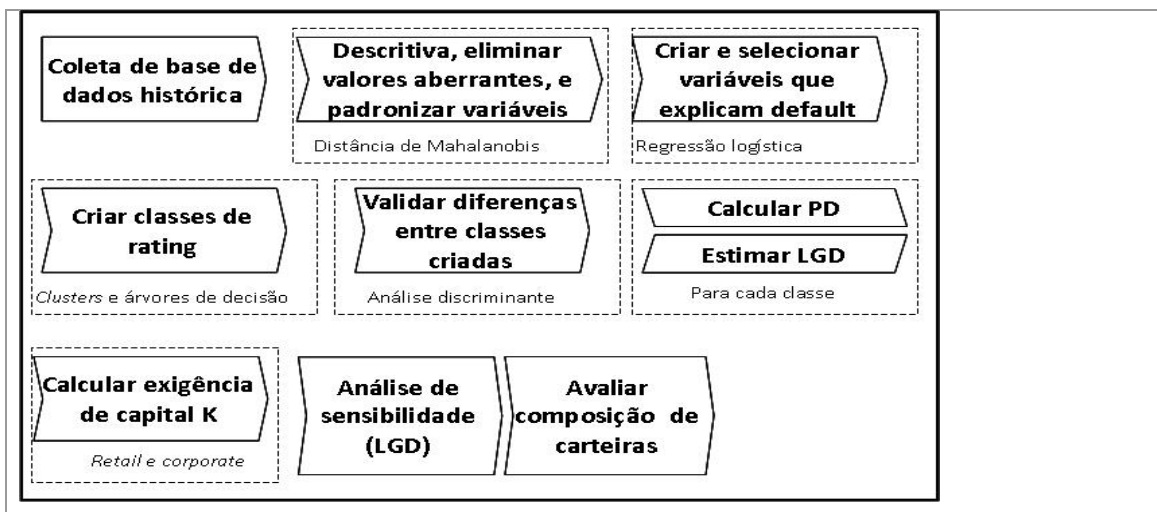 Coleta de base de
dados histórica
Descritiva, eliminar
valores aberrantes, e
padronizar variáveis
Distância de Mahalanobis
Criar e selecionar
variáveis que
explicam default
Regressão logística
Criar classes de
rating
Clusters e árvores de decisão
Validar diferenças
entre classes
criadas
Análise discriminante
Calcular PD
Estimar LGD
Para cada classe
Calcular exigência
de capital K
Retail e corporate
Análise de
sensibilidade
(LGD)
Avaliar
composição de
carteiras